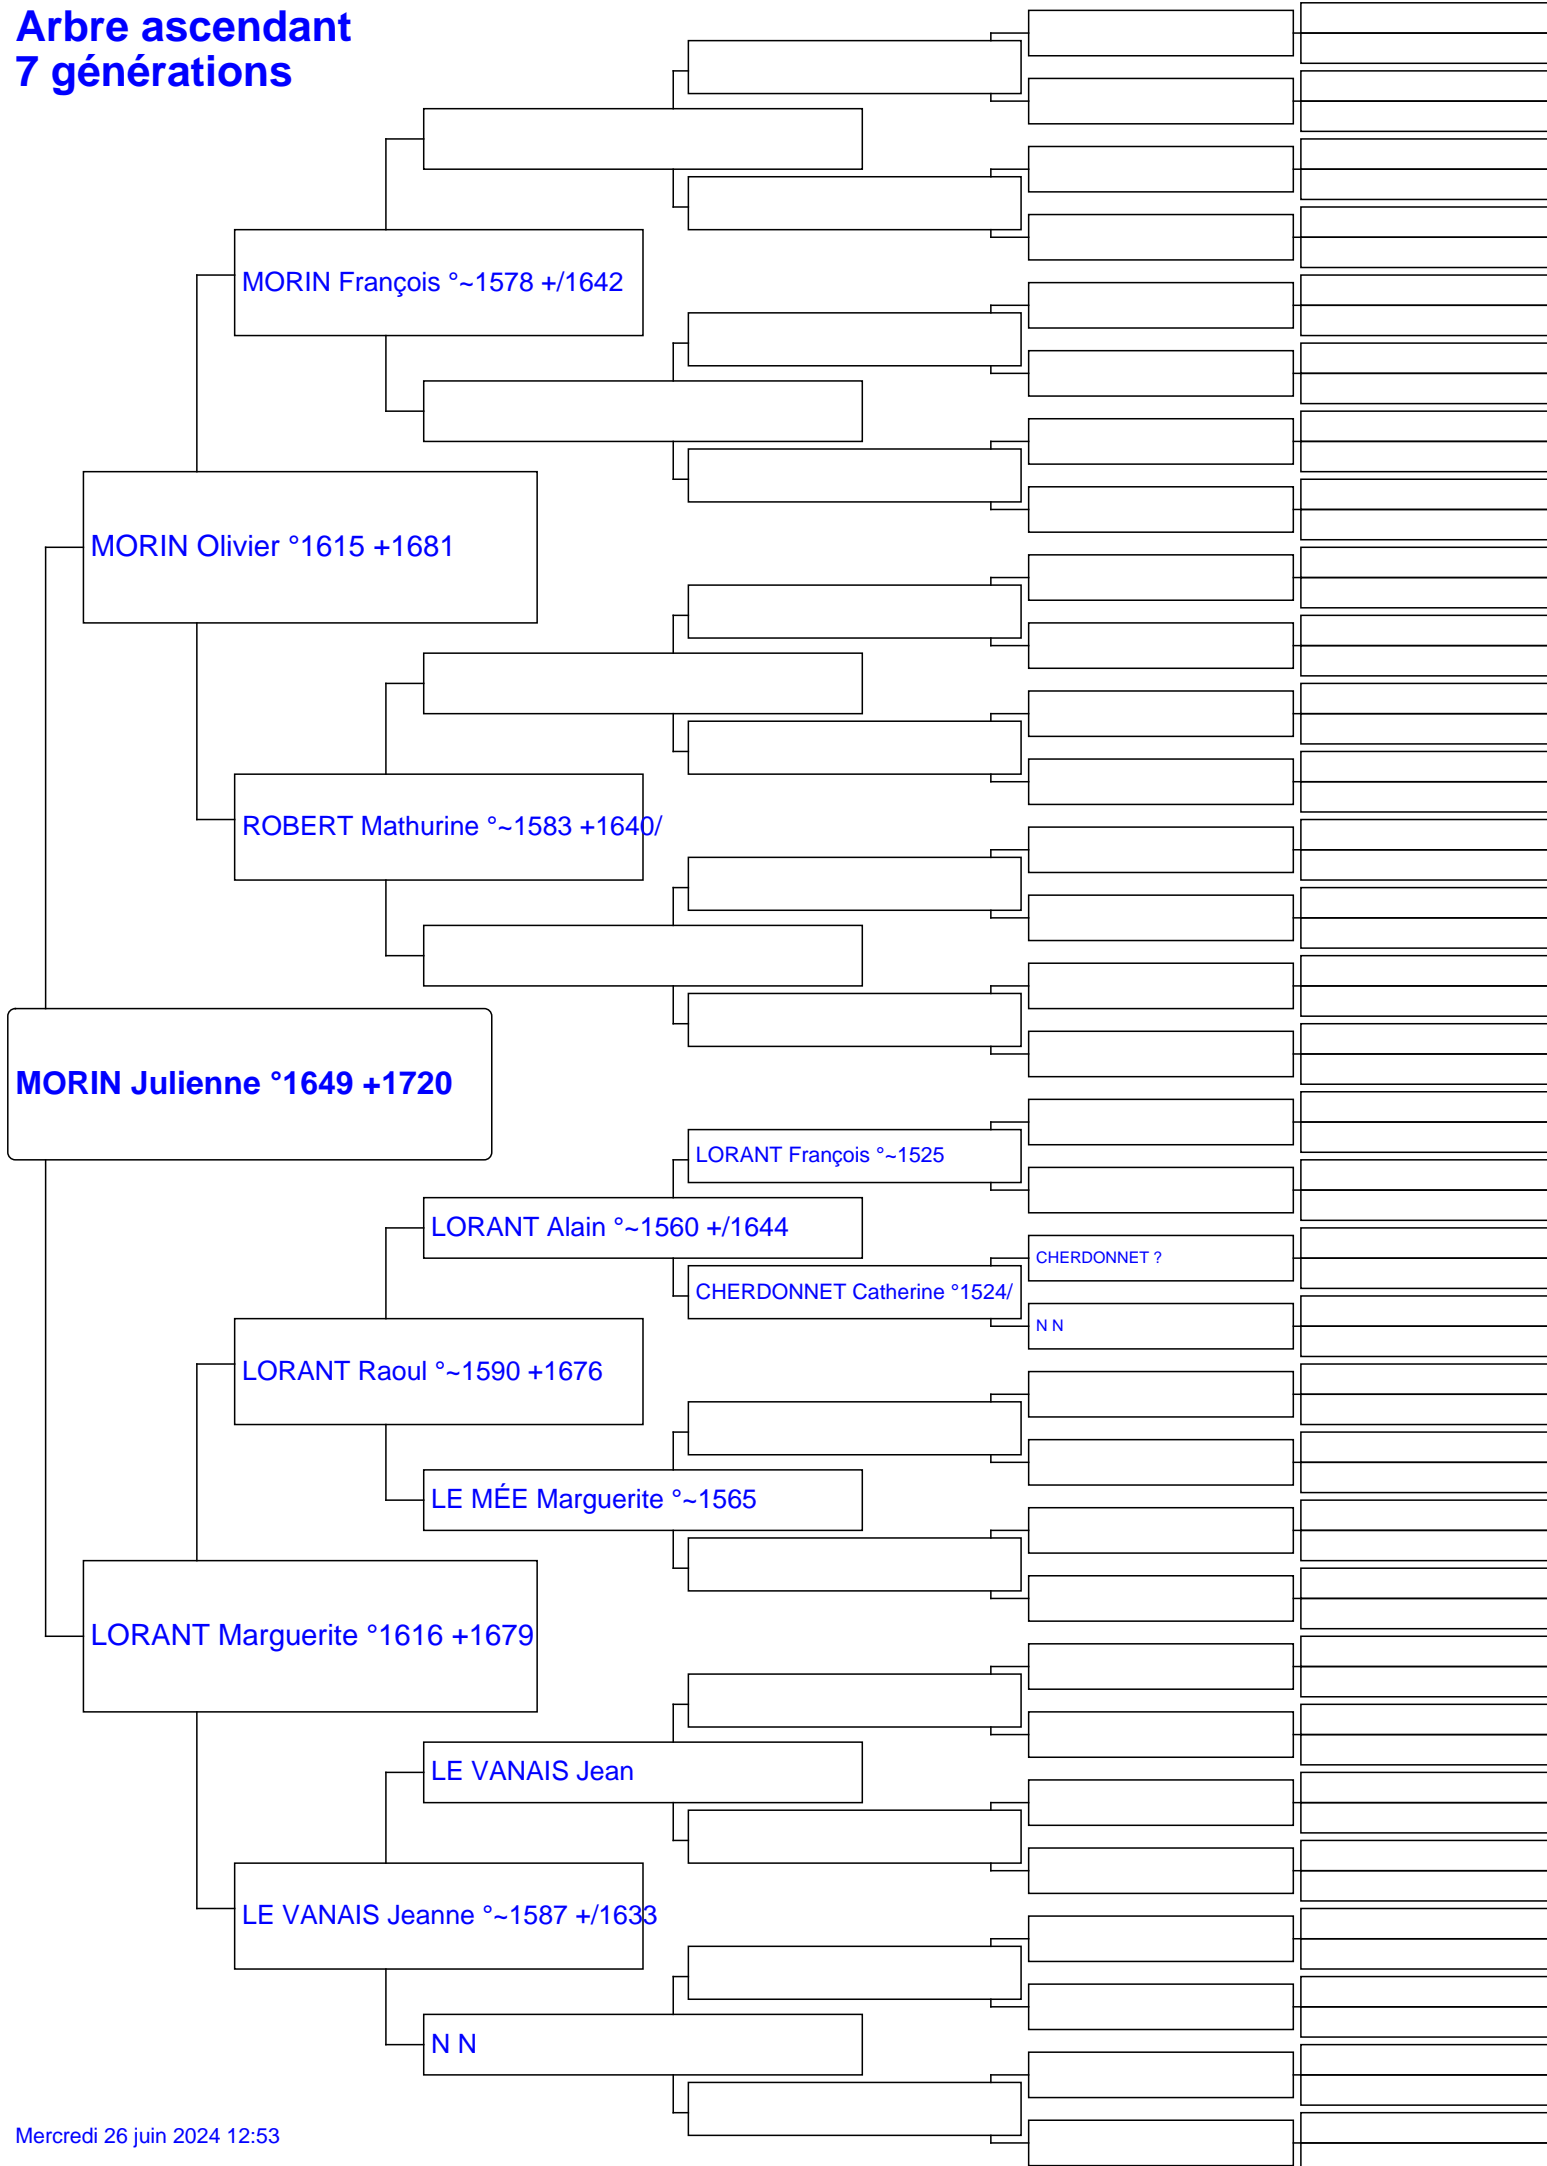 Arbre ascendant
7 générations
MORIN François °~1578 +/1642
MORIN Olivier °1615 +1681
ROBERT Mathurine °~1583 +1640/
MORIN Julienne °1649 +1720
LORANT François °~1525
LORANT Alain °~1560 +/1644
CHERDONNET ?
CHERDONNET Catherine °1524/
N N
LORANT Raoul °~1590 +1676
LE MÉE Marguerite °~1565
LORANT Marguerite °1616 +1679
LE VANAIS Jean
LE VANAIS Jeanne °~1587 +/1633
N N
Mercredi 26 juin 2024 12:53